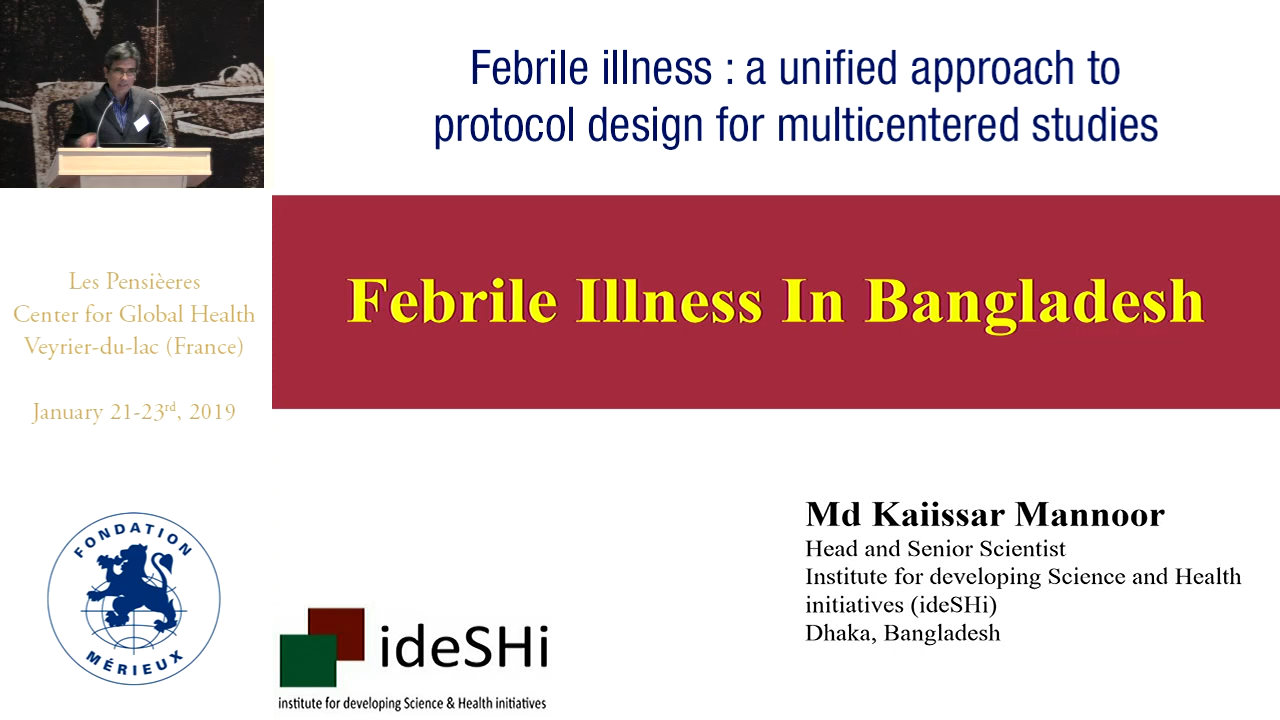 Febrile illness : a unified approach to
protocol design for multicentered studies
Les Pensièeres
Center for Global Health
Veyrier-du-lac (France)
January 21-23rd, 2019
FONDATION
MÉRIEUX
Febrile Illness In Bangladesh
Md Kaiissar Mannoor
Head and Senior Scientist
Institute for developing Science and Health
initiatives (ideSHi)
Dhaka, Bangladesh
ideSHi
institute for developing Science & Health initiatives